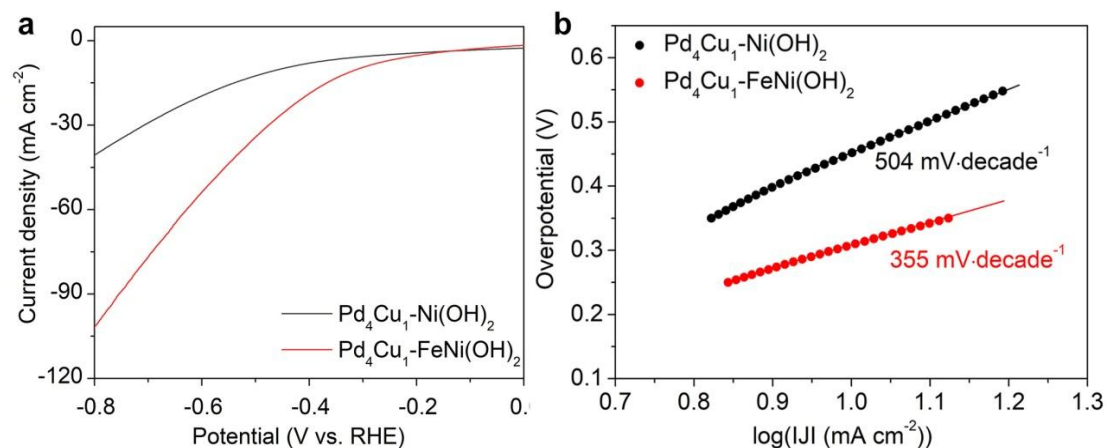 a
0
-30
-60
-90
-120
Current density (mA cm⁻²)
-0.8
-0.6
-0.4
-0.2
0.
Potential (V vs. RHE)
Pd₄Cu₁-Ni(OH)₂
Pd₄Cu₁-FeNi(OH)₂
b
0.6
0.5
0.4
0.3
0.2
0.1
0.0
Overpotential (V)
Pd₄Cu₁-Ni(OH)₂
Pd₄Cu₁-FeNi(OH)₂
504 mV·decade⁻¹
355 mV·decade⁻¹
0.7
0.8
0.9
1.0
1.1
1.2
1.3
log(IJI (mA cm⁻²))